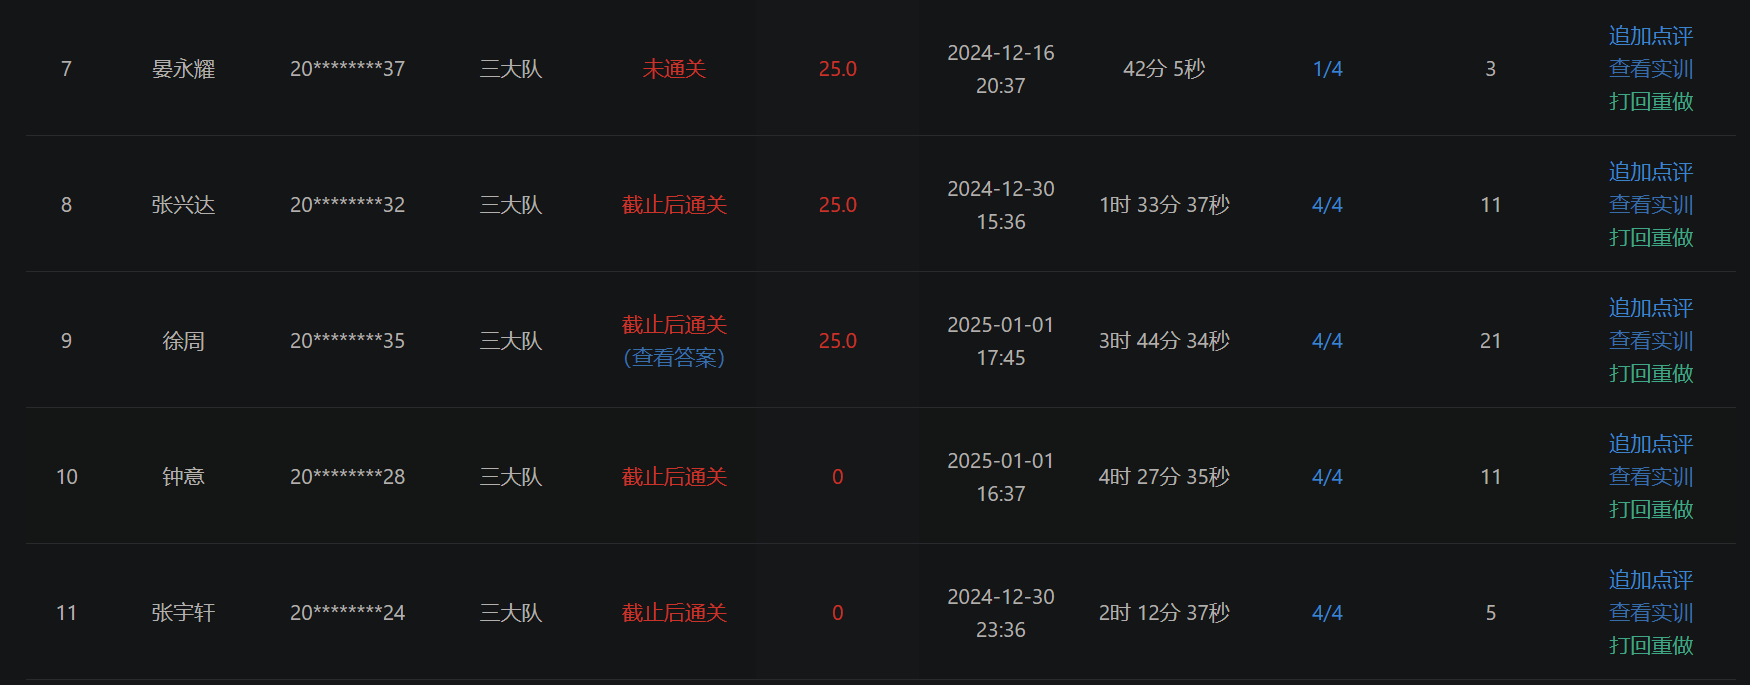 追加点评
2024-12-16
7 晏永耀 20********37 三大队 未通关 25.0 42分 5秒 1/4 3 查看实训
20:37
打回重做
追加点评
2024-12-30
8 张兴达 20********32 三大队 截止后通关 25.0 1时 33分 37秒 4/4 11 查看实训
15:36
打回重做
追加点评
截止后通关 2025-01-01
9 徐周 20********35 三大队 25.0 3时 44分 34秒 4/4 21 查看实训
(查看答案) 17:45
打回重做
追加点评
2025-01-01
10 钟意 20********28 三大队 截止后通关 0 4时 27分 35秒 4/4 11 查看实训
16:37
打回重做
追加点评
2024-12-30
11 张宇轩 20********24 三大队 截止后通关 0 2时 12分 37秒 4/4 5 查看实训
23:36
打回重做